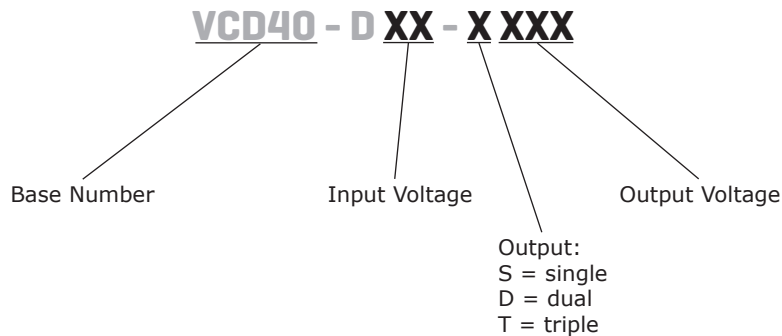 VCD40 - D XX - X XXX
Base Number
Input Voltage
Output Voltage
Output:
S = single
D = dual
T = triple